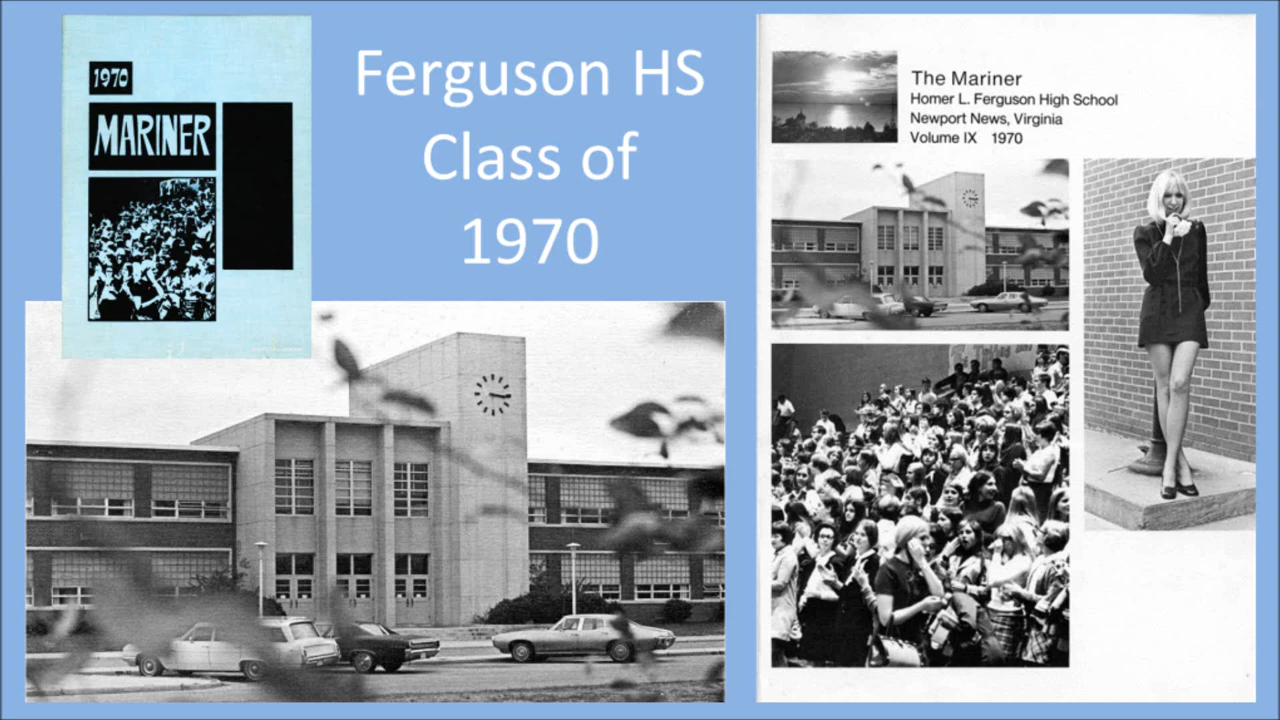 1970
MARINER
Ferguson HS
Class of
1970
The Mariner
Homer L. Ferguson High School
Newport News, Virginia
Volume IX 1970